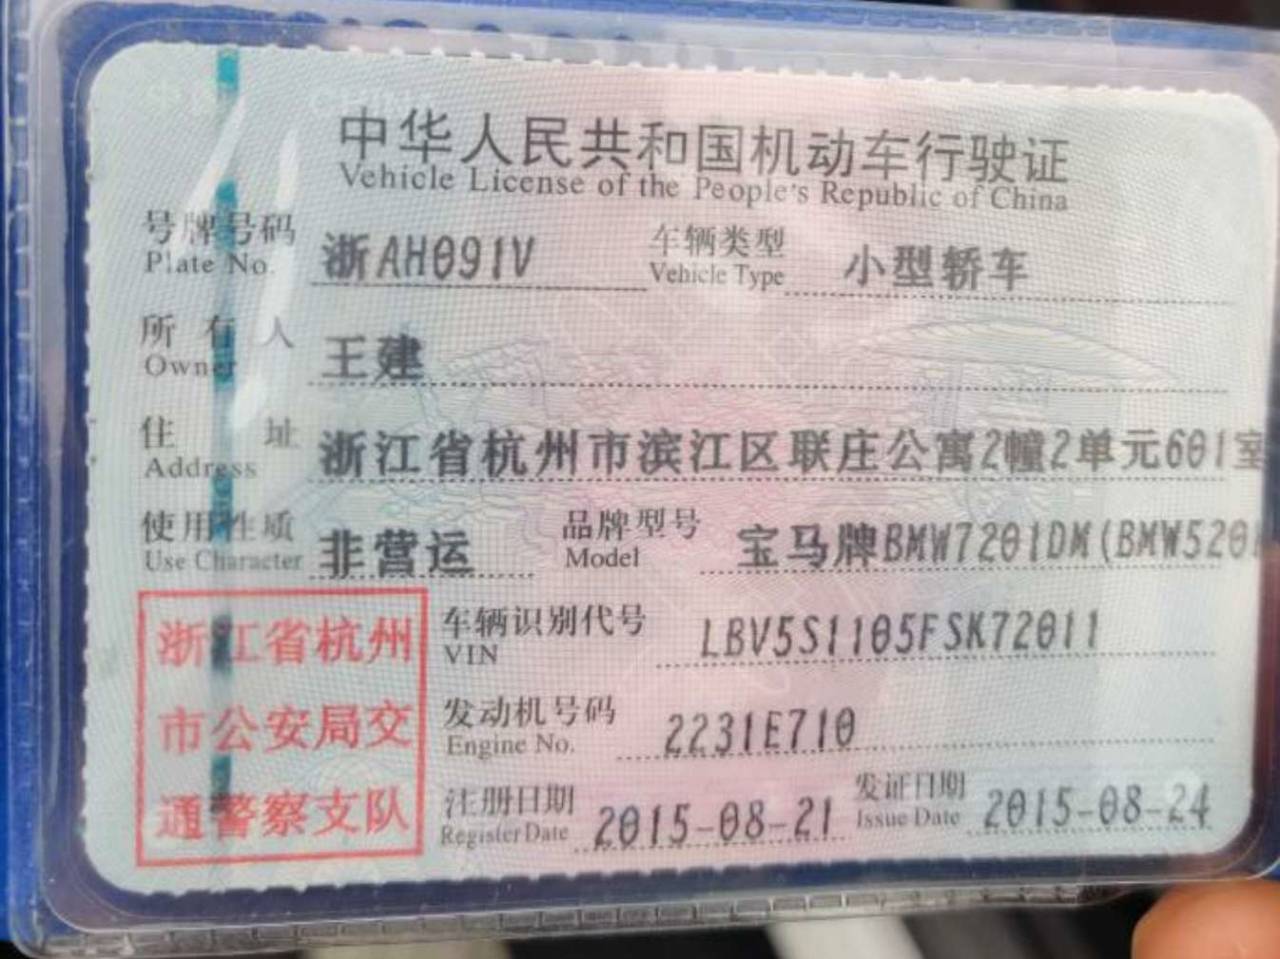 中华人民共和国机动车行驶证
Vehicle License of the People's Republic of China
号牌号码 浙AH091V 车辆类型 小型轿车
Plate No. Vehicle Type
所有人 王建
Owner
住址 浙江省杭州市滨江区联庄公寓2幢2单元601室
Address
使用性质 非营运 品牌型号 宝马牌BMW7201DM(BMW520
Use Character Model
浙江省杭州
市公安局交
通警察支队
车辆识别代号 LBV5S1105FSK72011
VIN
发动机号码 2231E710
Engine No.
注册日期 2015-08-21 发证日期 2015-08-24
Register Date Issue Date